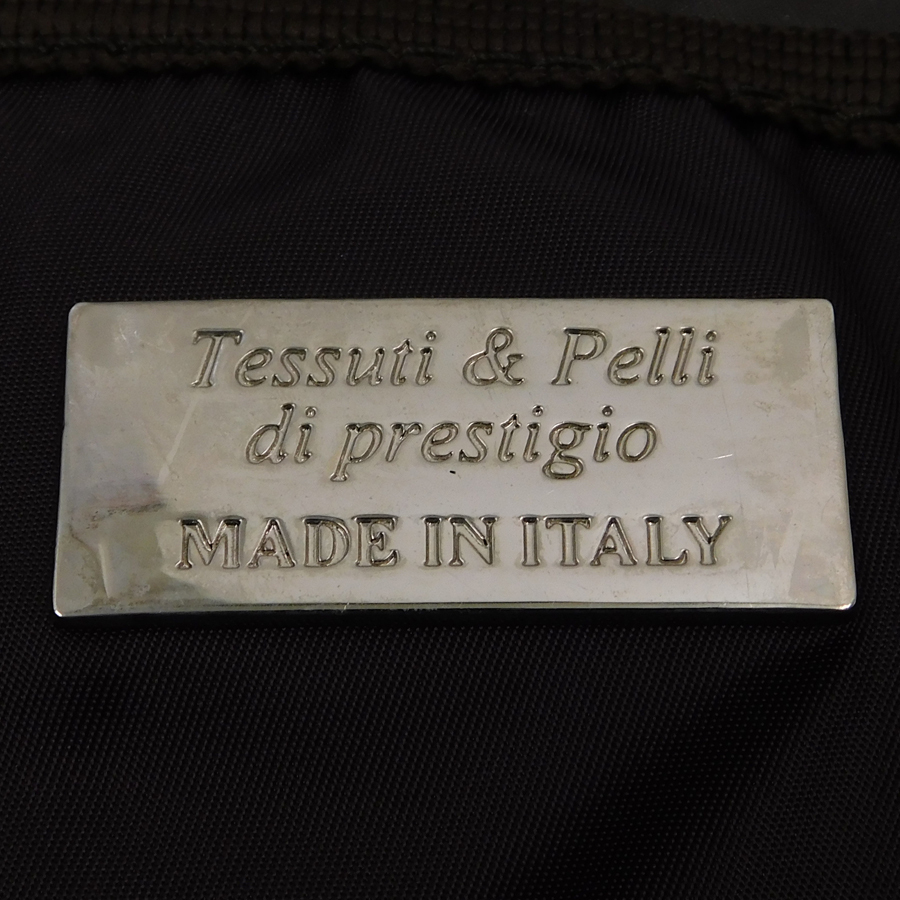 Tessuti & Pelli
di prestigio
MADE IN ITALY